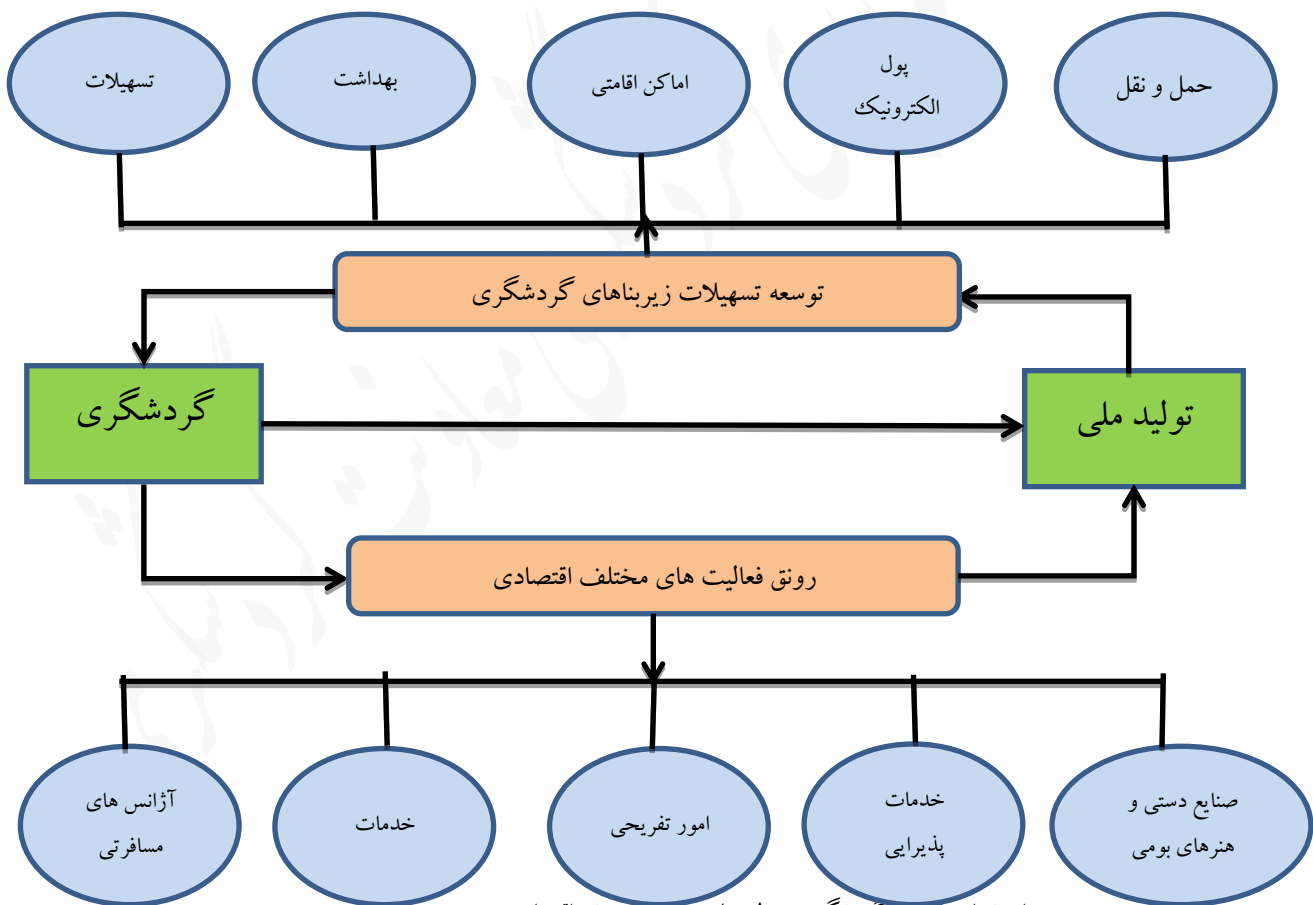 حمل و نقل
پول
الکترونیک
اماکن اقامتی
بهداشت
تسهیلات
توسعه تسهیلات زیربناهای گردشگری
تولید ملی
گردشگری
رونق فعالیت های مختلف اقتصادی
صنایع دستی و
هنرهای بومی
خدمات
پذیرایی
امور تفریحی
خدمات
آژانس های
مسافرتی